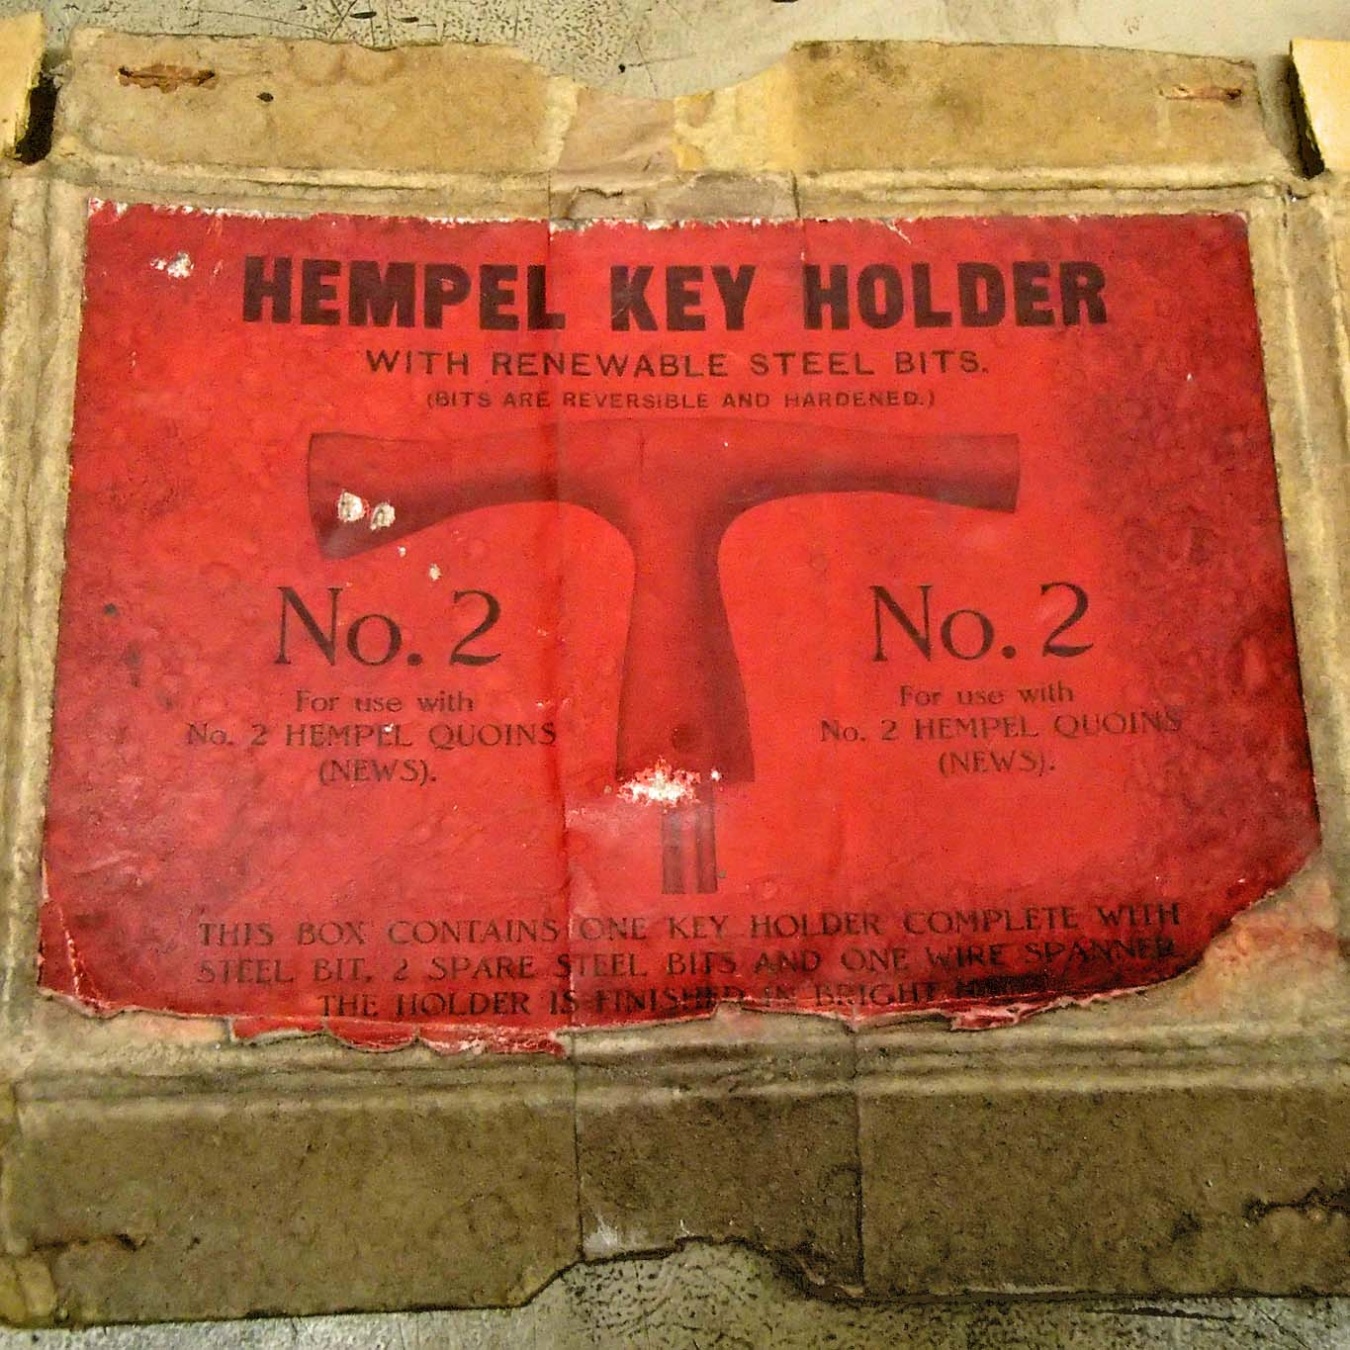 HEMPEL KEY HOLDER
WITH RENEWABLE STEEL BITS.
(BITS ARE REVERSIBLE AND HARDENED.)
No. 2
For use with
No. 2 HEMPEL QUOINS
(NEWS).
No. 2
For use with
No. 2 HEMPEL QUOINS
(NEWS).
THIS BOX CONTAINS ONE KEY HOLDER COMPLETE WITH
STEEL BIT, 2 SPARE STEEL BITS AND ONE WIRE SPANNER.
THE HOLDER IS FINISHED IN BRIGHT